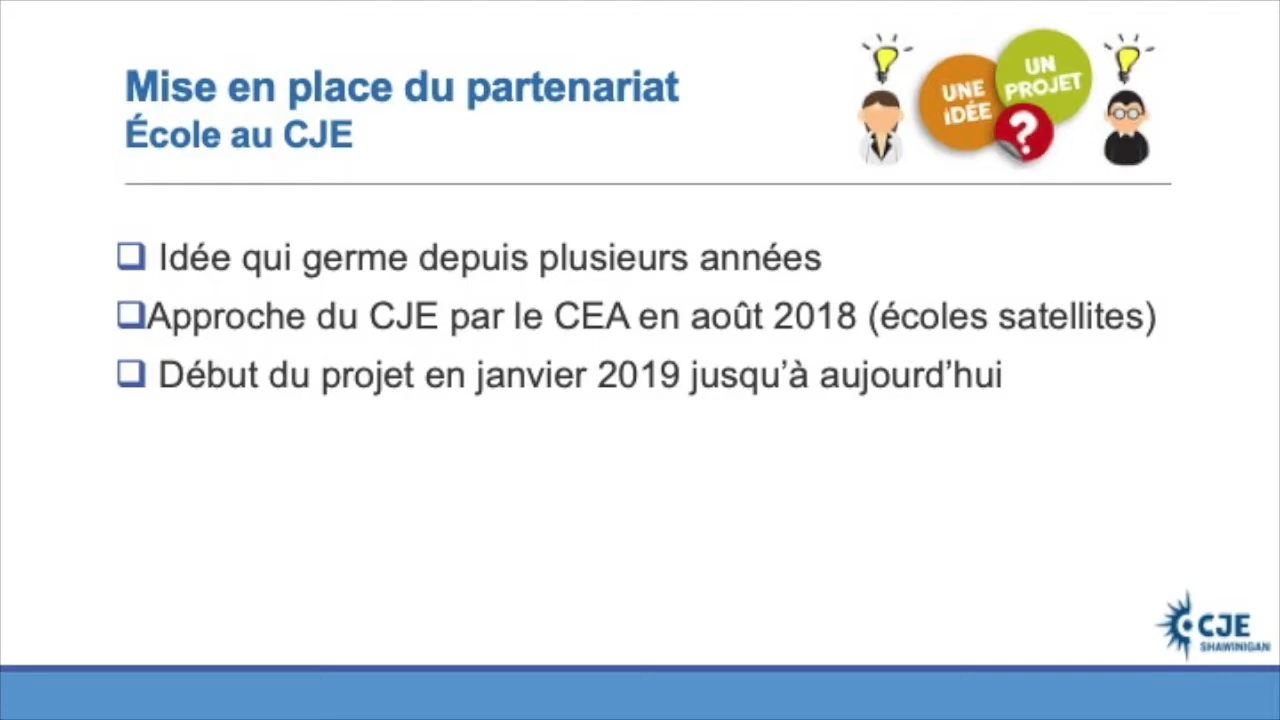 Mise en place du partenariat
École au CJE
UNE
IDÉE
UN
PROJET
?
Idée qui germe depuis plusieurs années
Approche du CJE par le CEA en août 2018 (écoles satellites)
Début du projet en janvier 2019 jusqu’à aujourd’hui
CJE
SHAWINIGAN